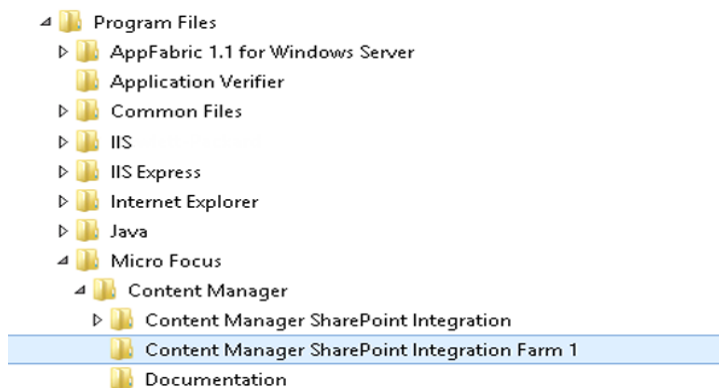 Program Files
AppFabric 1.1 for Windows Server
Application Verifier
Common Files
IIS
IIS Express
Internet Explorer
Java
Micro Focus
Content Manager
Content Manager SharePoint Integration
Content Manager SharePoint Integration Farm 1
Documentation